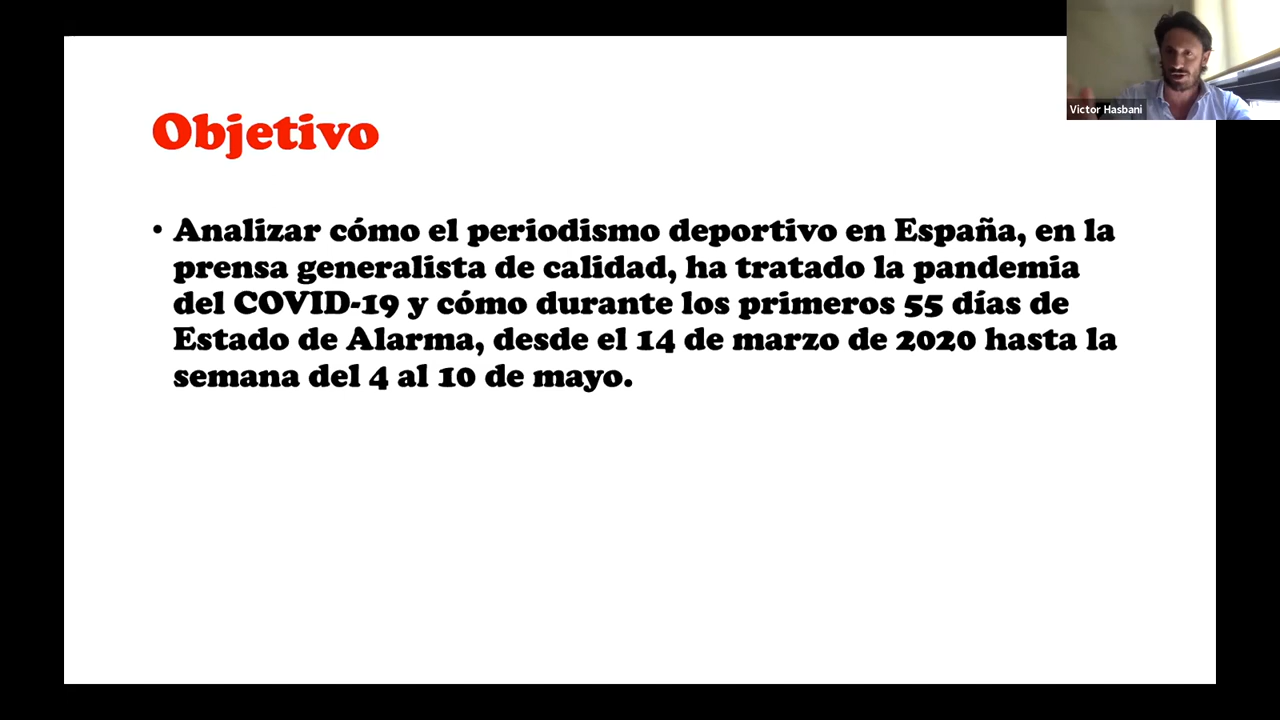 Objetivo
• Analizar cómo el periodismo deportivo en España, en la
prensa generalista de calidad, ha tratado la pandemia
del COVID-19 y cómo durante los primeros 55 días de
Estado de Alarma, desde el 14 de marzo de 2020 hasta la
semana del 4 al 10 de mayo.
Victor Hasbani